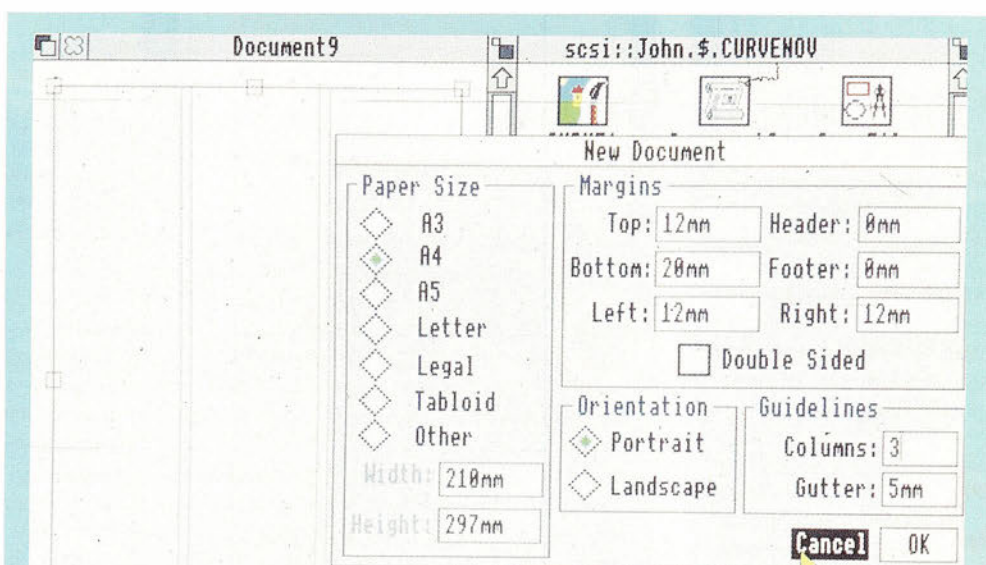 Document9
scsi::John.$.CURVENOV
New Document
Paper Size
A3
A4
A5
Letter
Legal
Tabloid
Other
Width: 210mm
Height: 297mm
Margins
Top: 12mm Header: 0mm
Bottom: 20mm Footer: 0mm
Left: 12mm Right: 12mm
Double Sided
Orientation
Portrait
Landscape
Guidelines
Columns: 3
Gutter: 5mm
Cancel OK